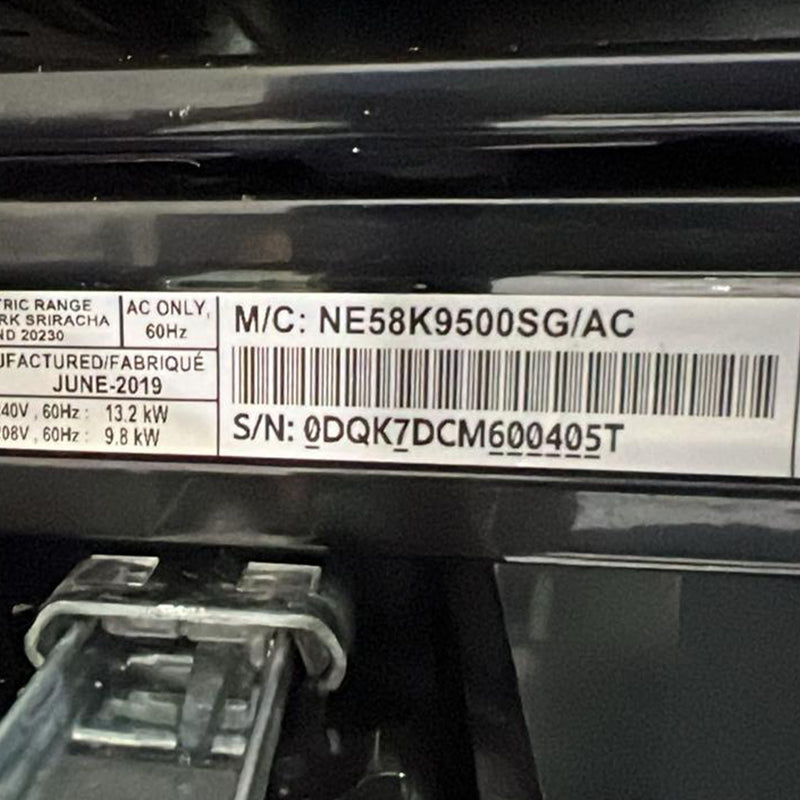 TRIC RANGE
RK SRIRACHA
ND 20230
AC ONLY,
60Hz
UFACTURED/FABRIQUÉ
JUNE-2019
40V , 60Hz : 13.2 kW
08V , 60Hz : 9.8 kW
M/C: NE58K9500SG/AC
S/N: 0DQK7DCM600405T